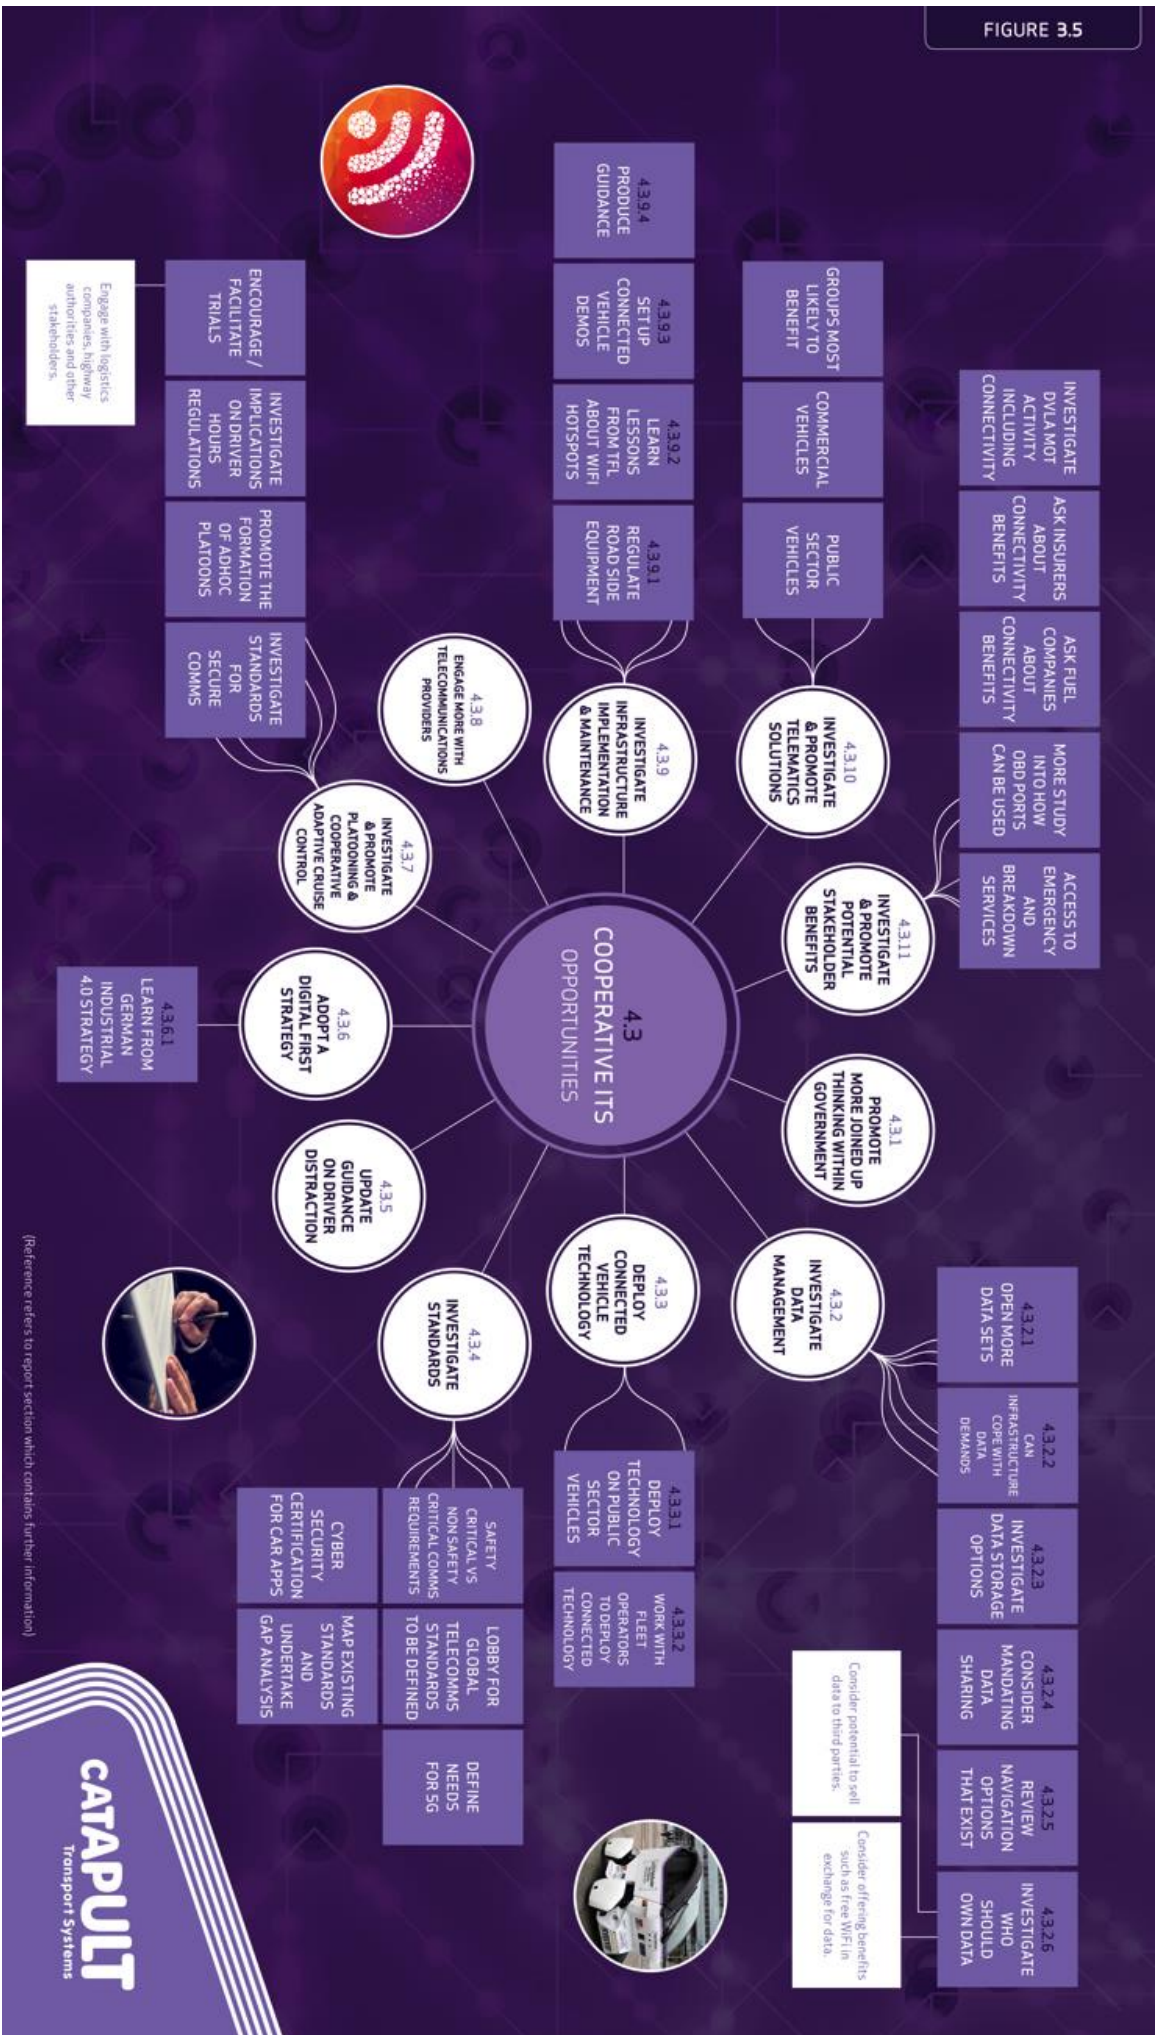 FIGURE 3.5
4.3
COOPERATIVE ITS
OPPORTUNITIES
4.3.1
PROMOTE
MORE JOINED UP
THINKING WITHIN
GOVERNMENT
4.3.2
INVESTIGATE
DATA
MANAGEMENT
4.3.2.1
OPEN MORE
DATA SETS
4.3.2.2
CAN
INFRASTRUCTURE
COPE WITH
DATA
DEMANDS
4.3.2.3
INVESTIGATE
DATA STORAGE
OPTIONS
4.3.2.4
CONSIDER
MANDATING
DATA
SHARING
4.3.2.5
REVIEW
NAVIGATION
OPTIONS
THAT EXIST
4.3.2.6
INVESTIGATE
WHO
SHOULD
OWN DATA
Consider potential to sell
data to third parties.
Consider offering benefits
such as free WiFi in
exchange for data.
4.3.3
DEPLOY
CONNECTED
VEHICLE
TECHNOLOGY
4.3.3.1
DEPLOY
TECHNOLOGY
ON PUBLIC
SECTOR
VEHICLES
4.3.3.2
WORK WITH
FLEET
OPERATORS
TO DEPLOY
CONNECTED
TECHNOLOGY
4.3.4
INVESTIGATE
STANDARDS
SAFETY
CRITICAL VS
NON SAFETY
CRITICAL COMMS
REQUIREMENTS
LOBBY FOR
GLOBAL
TELECOMMS
STANDARDS
TO BE DEFINED
DEFINE
NEEDS
FOR 5G
CYBER
SECURITY
CERTIFICATION
FOR CAR APPS
MAP EXISTING
STANDARDS
AND
UNDERTAKE
GAP ANALYSIS
4.3.5
UPDATE
GUIDANCE
ON DRIVER
DISTRACTION
4.3.6
ADOPT A
DIGITAL FIRST
STRATEGY
4.3.6.1
LEARN FROM
GERMAN
INDUSTRIAL
4.0 STRATEGY
4.3.7
INVESTIGATE
& PROMOTE
PLATOONING &
COOPERATIVE
ADAPTIVE CRUISE
CONTROL
ENCOURAGE /
FACILITATE
TRIALS
INVESTIGATE
IMPLICATIONS
ON DRIVER
HOURS
REGULATIONS
PROMOTE THE
FORMATION
OF ADHOC
PLATOONS
INVESTIGATE
STANDARDS
FOR
SECURE
COMMS
Engage with logistics
companies, highway
authorities and other
stakeholders.
4.3.8
ENGAGE MORE WITH
TELECOMMUNICATIONS
PROVIDERS
4.3.9
INVESTIGATE
INFRASTRUCTURE
IMPLEMENTATION
& MAINTENANCE
4.3.9.4
PRODUCE
GUIDANCE
4.3.9.3
SET UP
CONNECTED
VEHICLE
DEMOS
4.3.9.2
LEARN
LESSONS
FROM TFL
ABOUT WIFI
HOTSPOTS
4.3.9.1
REGULATE
ROAD SIDE
EQUIPMENT
4.3.10
INVESTIGATE
& PROMOTE
TELEMATICS
SOLUTIONS
GROUPS MOST
LIKELY TO
BENEFIT
COMMERCIAL
VEHICLES
PUBLIC
SECTOR
VEHICLES
4.3.11
INVESTIGATE
& PROMOTE
POTENTIAL
STAKEHOLDER
BENEFITS
INVESTIGATE
DVLA MOT
ACTIVITY
INCLUDING
CONNECTIVITY
ASK INSURERS
ABOUT
CONNECTIVITY
BENEFITS
ASK FUEL
COMPANIES
ABOUT
CONNECTIVITY
BENEFITS
MORE STUDY
INTO HOW
OBD PORTS
CAN BE USED
ACCESS TO
EMERGENCY
AND
BREAKDOWN
SERVICES
(Reference refers to report section which contains further information)
CATAPULT
Transport Systems